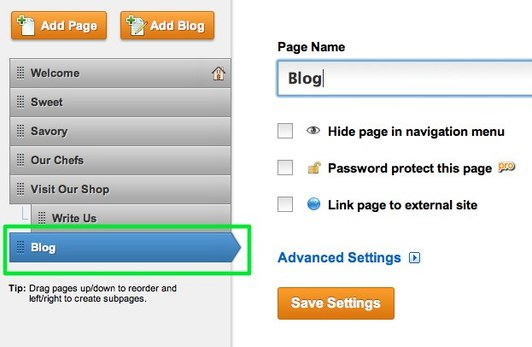 Add Page
Add Blog
Welcome
Sweet
Savory
Our Chefs
Visit Our Shop
Write Us
Blog
Tip: Drag pages up/down to reorder and
left/right to create subpages.
Page Name
Blog
Hide page in navigation menu
Password protect this page pro
Link page to external site
Advanced Settings
Save Settings